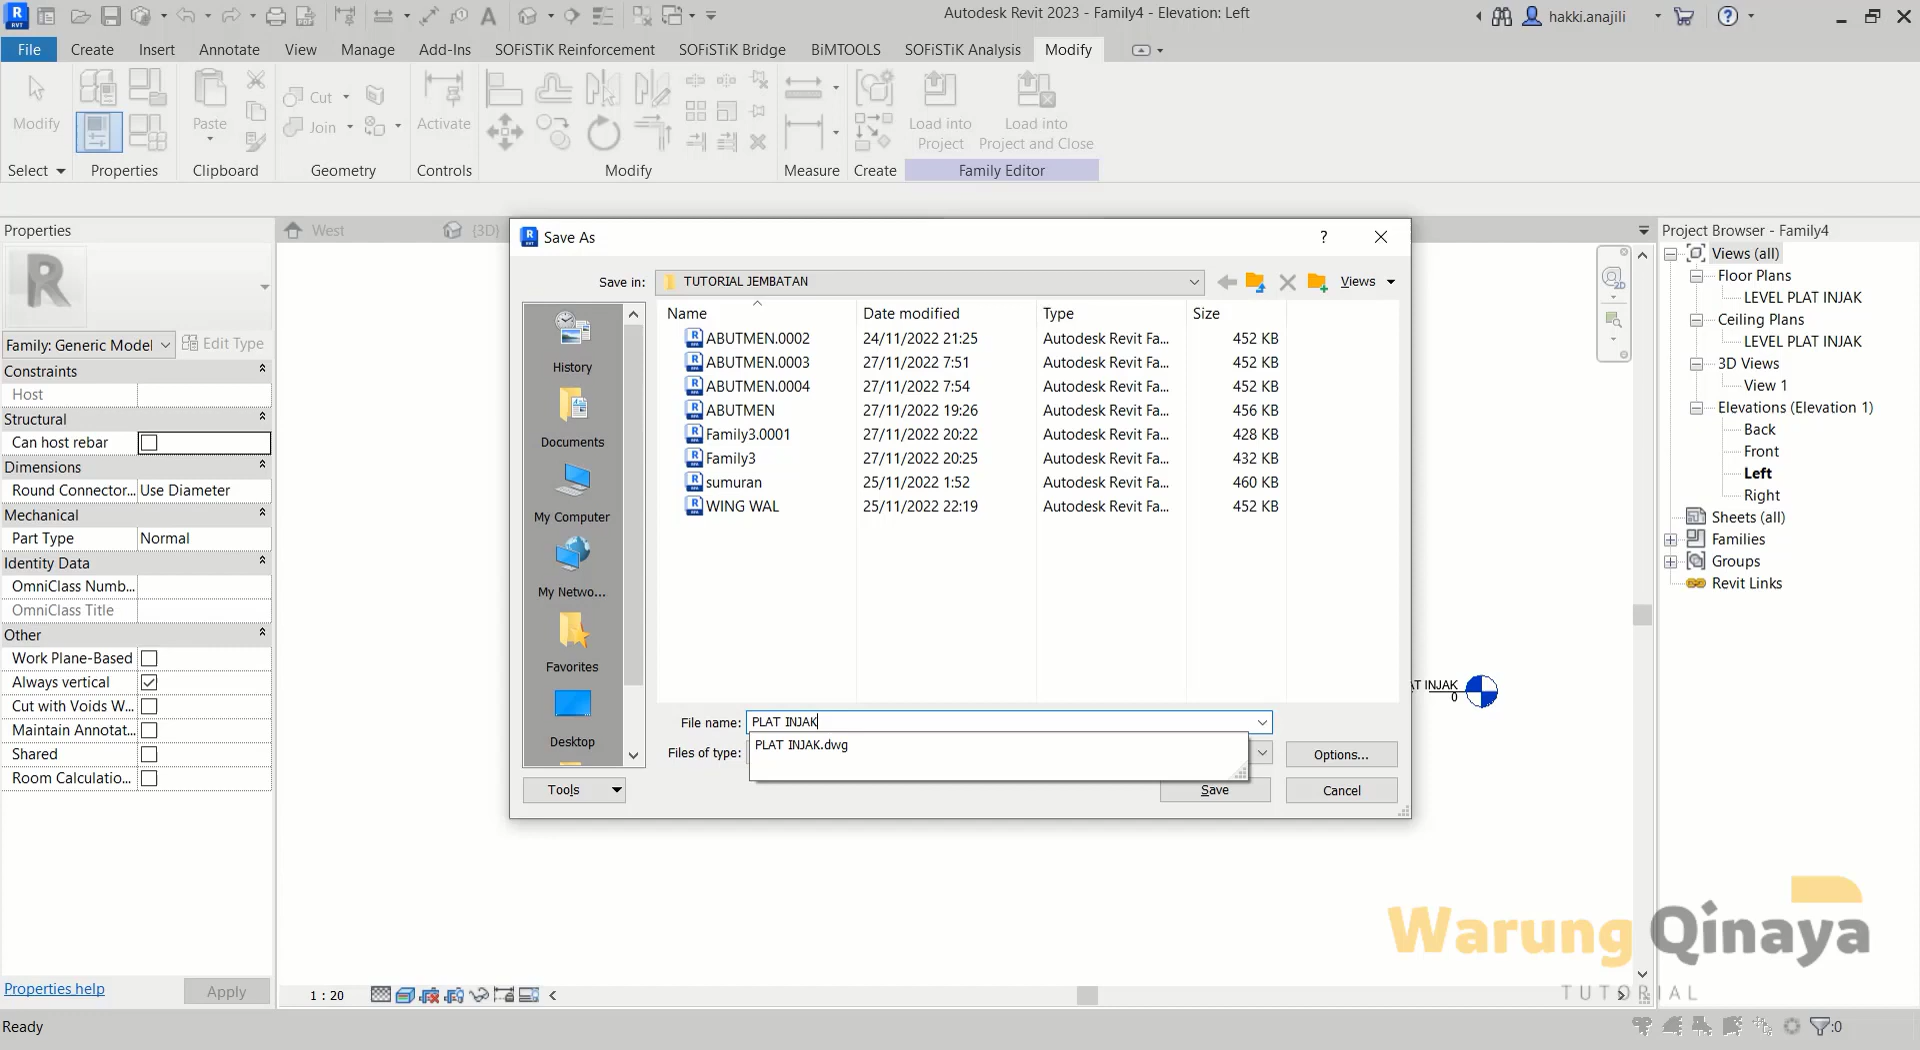 Autodesk Revit 2023 - Family4 - Elevation: Left
hakki.anajili
File Create Insert Annotate View Manage Add-Ins SOFiSTiK Reinforcement SOFiSTiK Bridge BiMTOOLS SOFiSTiK Analysis Modify
Modify
Paste
Cut
Join
Activate
Load into
Project
Load into
Project and Close
Select Properties Clipboard Geometry Controls Modify Measure Create Family Editor
Properties
Family: Generic Model
Edit Type
Constraints
Host
Structural
Can host rebar
Dimensions
Round Connector... Use Diameter
Mechanical
Part Type Normal
Identity Data
OmniClass Numb...
OmniClass Title
Other
Work Plane-Based
Always vertical
Cut with Voids W...
Maintain Annotat...
Shared
Room Calculatio...
Properties help
Apply
West
{3D}
Save As
Save in: TUTORIAL JEMBATAN
Views
History
Documents
My Computer
My Netwo...
Favorites
Desktop
Name Date modified Type Size
ABUTMEN.0002 24/11/2022 21:25 Autodesk Revit Fa... 452 KB
ABUTMEN.0003 27/11/2022 7:51 Autodesk Revit Fa... 452 KB
ABUTMEN.0004 27/11/2022 7:54 Autodesk Revit Fa... 452 KB
ABUTMEN 27/11/2022 19:26 Autodesk Revit Fa... 456 KB
Family3.0001 27/11/2022 20:22 Autodesk Revit Fa... 428 KB
Family3 27/11/2022 20:25 Autodesk Revit Fa... 432 KB
sumuran 25/11/2022 1:52 Autodesk Revit Fa... 460 KB
WING WAL 25/11/2022 22:19 Autodesk Revit Fa... 452 KB
File name: PLAT INJAK
PLAT INJAK.dwg
Files of type:
Options...
Tools
Save
Cancel
AT INJAK
0
2D
Project Browser - Family4
Views (all)
Floor Plans
LEVEL PLAT INJAK
Ceiling Plans
LEVEL PLAT INJAK
3D Views
View 1
Elevations (Elevation 1)
Back
Front
Left
Right
Sheets (all)
Families
Groups
Revit Links
Warung Qinaya
TUTORIAL
1 : 20
Ready
:0